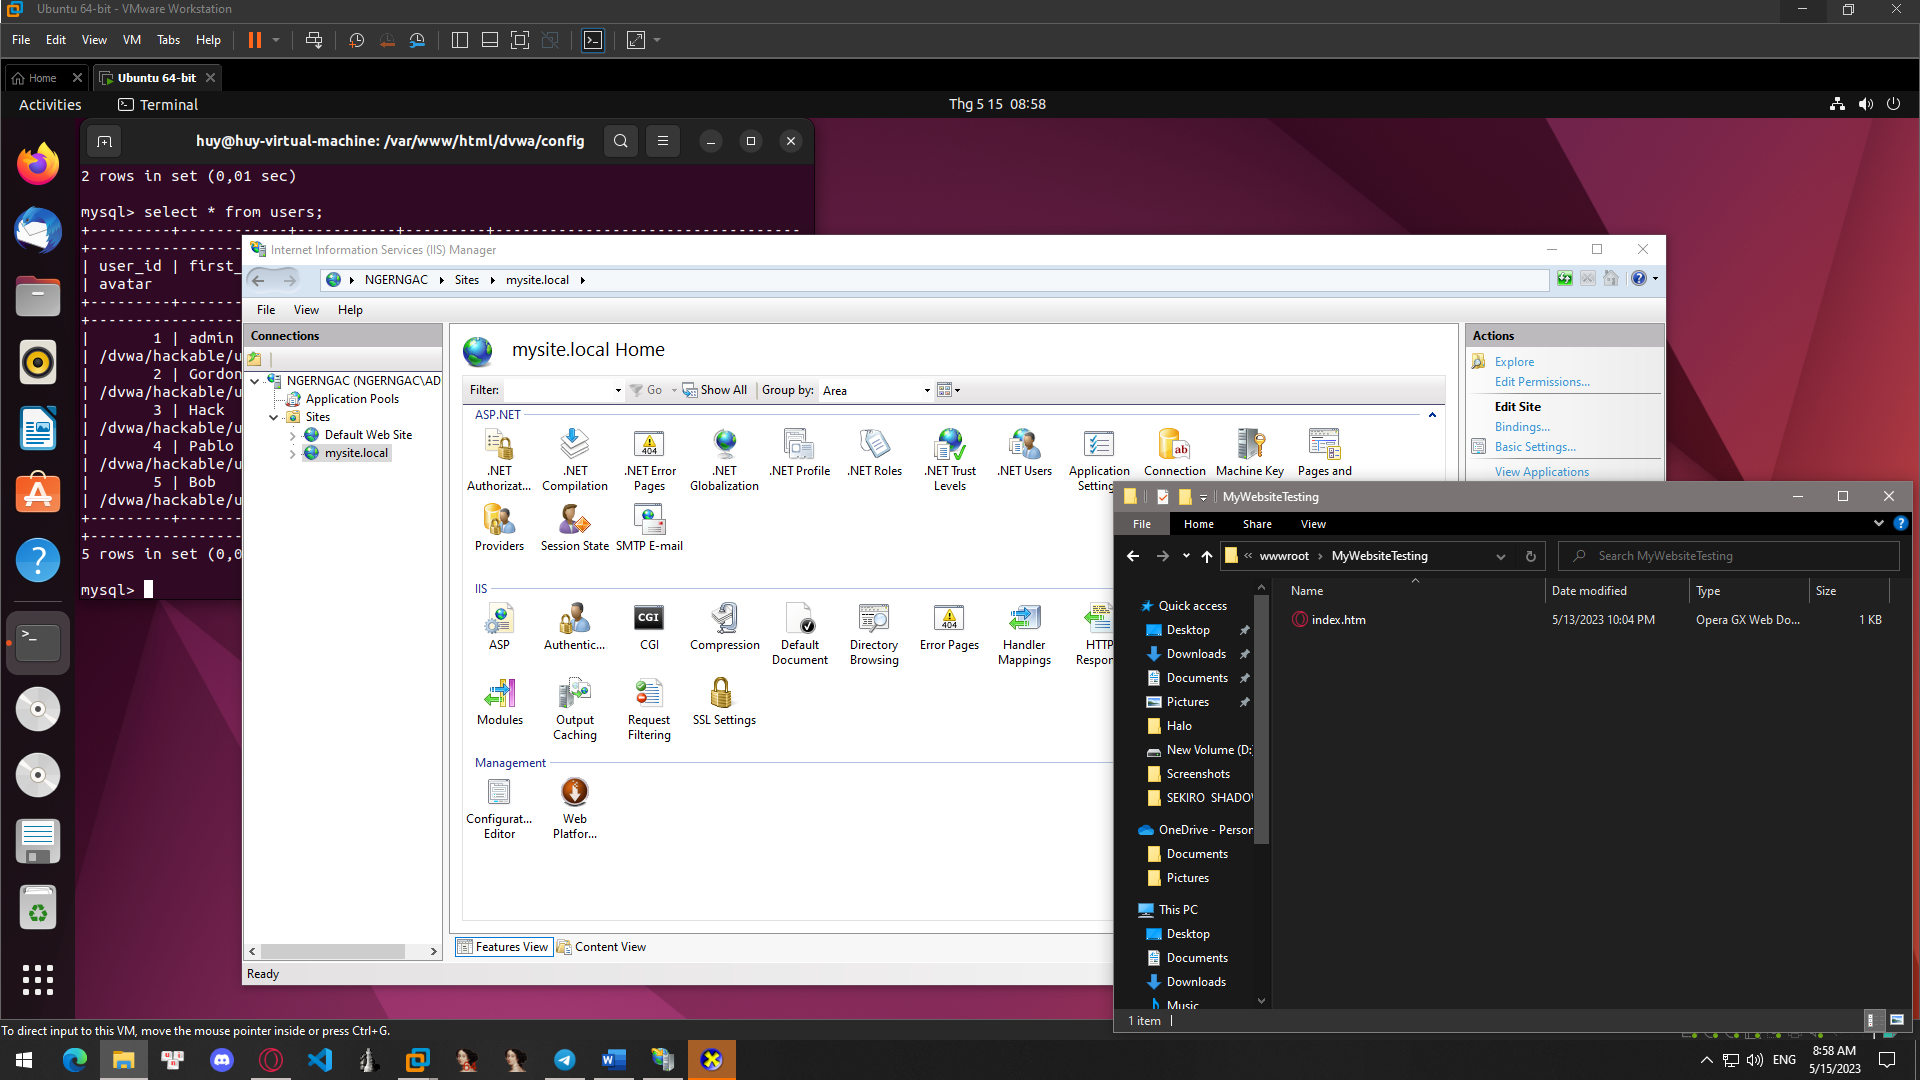 Ubuntu 64-bit - VMware Workstation
File Edit View VM Tabs Help
Home Ubuntu 64-bit
Activities Terminal Thg 5 15 08:58
huy@huy-virtual-machine: /var/www/html/dvwa/config
2 rows in set (0,01 sec)
mysql> select * from users;
| user_id | first_
| avatar
| 1 | admin
| /dvwa/hackable/u
| 2 | Gordon
| /dvwa/hackable/u
| 3 | Hack
| /dvwa/hackable/u
| 4 | Pablo
| /dvwa/hackable/u
| 5 | Bob
| /dvwa/hackable/u
5 rows in set (0,0
mysql>
Internet Information Services (IIS) Manager
NGERNGAC Sites mysite.local
File View Help
Connections
NGERNGAC (NGERNGAC\AD
Application Pools
Sites
Default Web Site
mysite.local
mysite.local Home
Filter: Go Show All Group by: Area
ASP.NET
.NET Authorizat...
.NET Compilation
.NET Error Pages
.NET Globalization
.NET Profile
.NET Roles
.NET Trust Levels
.NET Users
Application Setting
Connection
Machine Key
Pages and
Providers
Session State
SMTP E-mail
IIS
ASP
Authentic...
CGI
Compression
Default Document
Directory Browsing
Error Pages
Handler Mappings
HTTP Respon
Modules
Output Caching
Request Filtering
SSL Settings
Management
Configurat... Editor
Web Platfor...
Features View Content View
Ready
Actions
Explore
Edit Permissions...
Edit Site
Bindings...
Basic Settings...
View Applications
MyWebsiteTesting
File Home Share View
« wwwroot › MyWebsiteTesting
Search MyWebsiteTesting
Name Date modified Type Size
index.htm 5/13/2023 10:04 PM Opera GX Web Do... 1 KB
Quick access
Desktop
Downloads
Documents
Pictures
Halo
New Volume (D:
Screenshots
SEKIRO SHADOW
OneDrive - Person
Documents
Pictures
This PC
Desktop
Documents
Downloads
Music
1 item
To direct input to this VM, move the mouse pointer inside or press Ctrl+G.
ENG
8:58 AM
5/15/2023